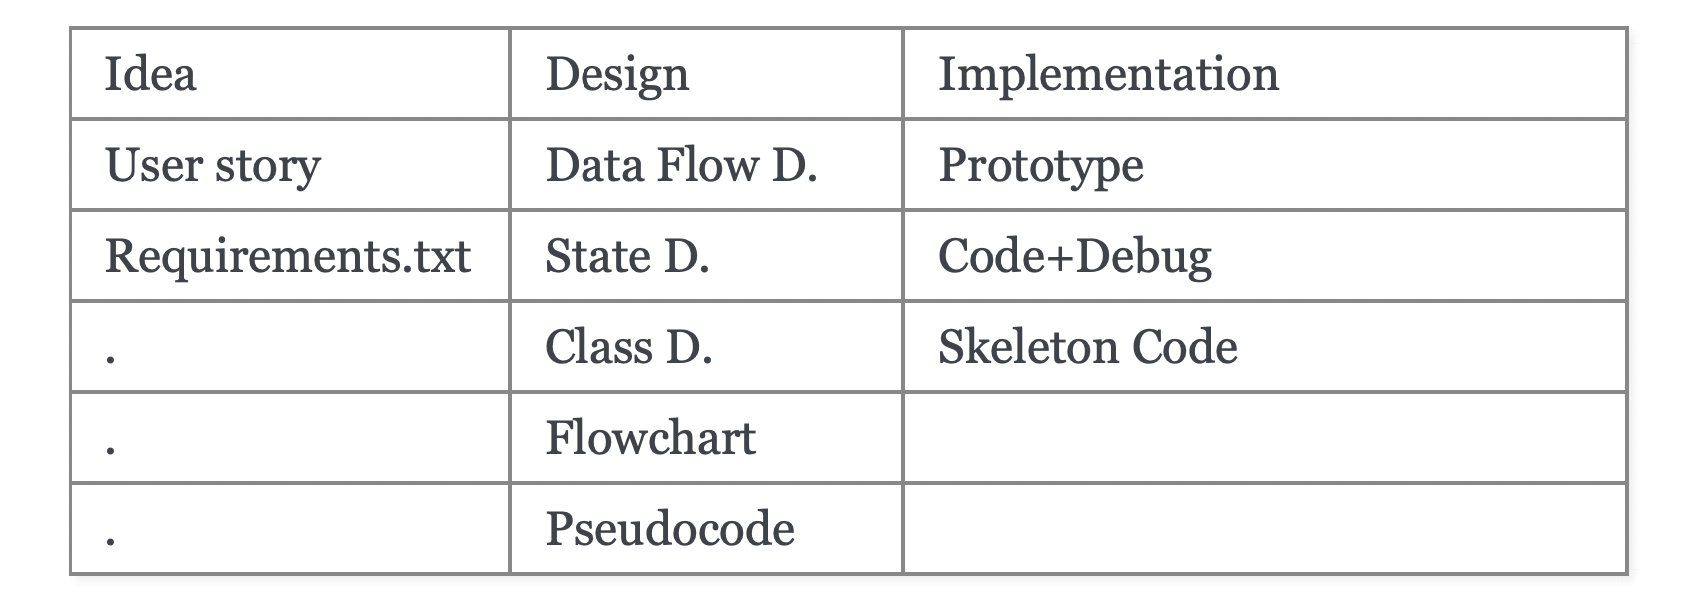 Idea Design Implementation
User story Data Flow D. Prototype
Requirements.txt State D. Code+Debug
. Class D. Skeleton Code
. Flowchart
. Pseudocode